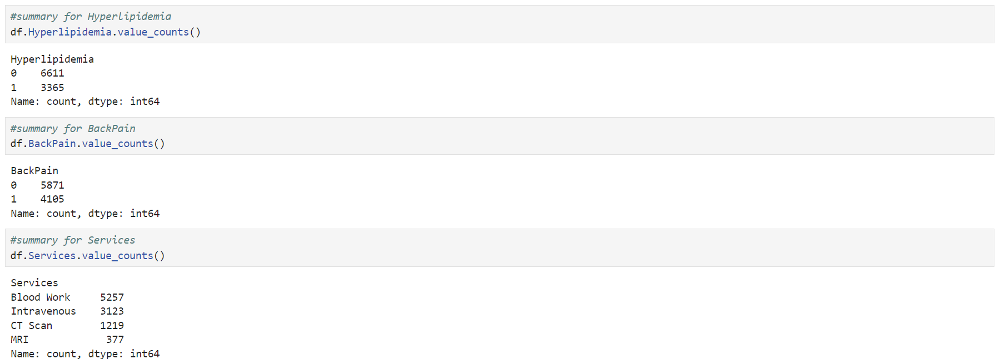 #summary for Hyperlipidemia
df.Hyperlipidemia.value_counts()
Hyperlipidemia
0    6611
1    3365
Name: count, dtype: int64
#summary for BackPain
df.BackPain.value_counts()
BackPain
0    5871
1    4105
Name: count, dtype: int64
#summary for Services
df.Services.value_counts()
Services
Blood Work     5257
Intravenous    3123
CT Scan        1219
MRI             377
Name: count, dtype: int64